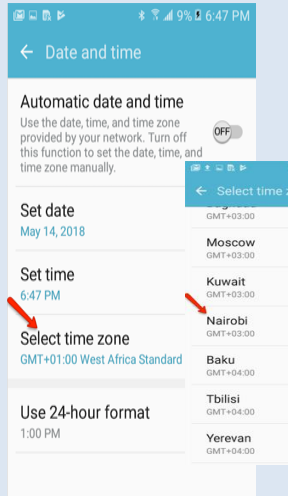 9% 6:47 PM
Date and time
Automatic date and time
Use the date, time, and time zone
provided by your network. Turn off
this function to set the date, time, and
time zone manually.
OFF
Set date
May 14, 2018
Set time
6:47 PM
Select time zone
GMT+01:00 West Africa Standard
Use 24-hour format
1:00 PM
Select time
GMT+03:00
Moscow
GMT+03:00
Kuwait
GMT+03:00
Nairobi
GMT+03:00
Baku
GMT+04:00
Tbilisi
GMT+04:00
Yerevan
GMT+04:00